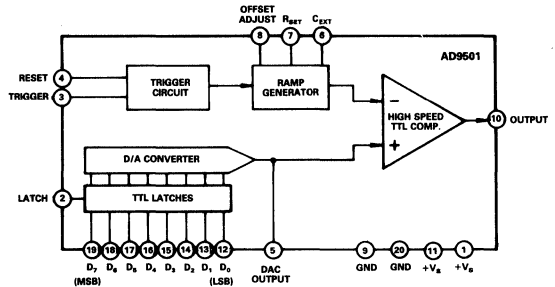 OFFSET ADJUST
R_SET
C_EXT
8
7
6
AD9501
RESET
4
TRIGGER
3
TRIGGER CIRCUIT
RAMP GENERATOR
−
HIGH SPEED TTL COMP.
+
10
OUTPUT
D/A CONVERTER
LATCH
2
TTL LATCHES
19
18
17
16
15
14
13
12
5
9
20
11
1
D7
D6
D5
D4
D3
D2
D1
D0
(MSB)
(LSB)
DAC OUTPUT
GND
GND
+VS
+VS